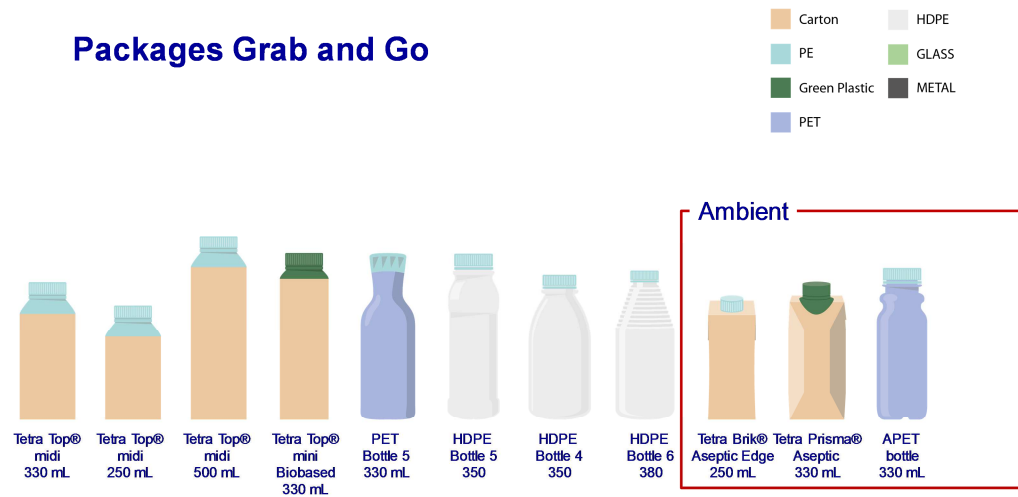 Packages Grab and Go
Carton
PE
Green Plastic
PET
HDPE
GLASS
METAL
Ambient
Tetra Top®
midi
330 mL
Tetra Top®
midi
250 mL
Tetra Top®
midi
500 mL
Tetra Top®
mini
Biobased
330 mL
PET
Bottle 5
330 mL
HDPE
Bottle 5
350
HDPE
Bottle 4
350
HDPE
Bottle 6
380
Tetra Brik®
Aseptic Edge
250 mL
Tetra Prisma®
Aseptic
330 mL
APET
bottle
330 mL